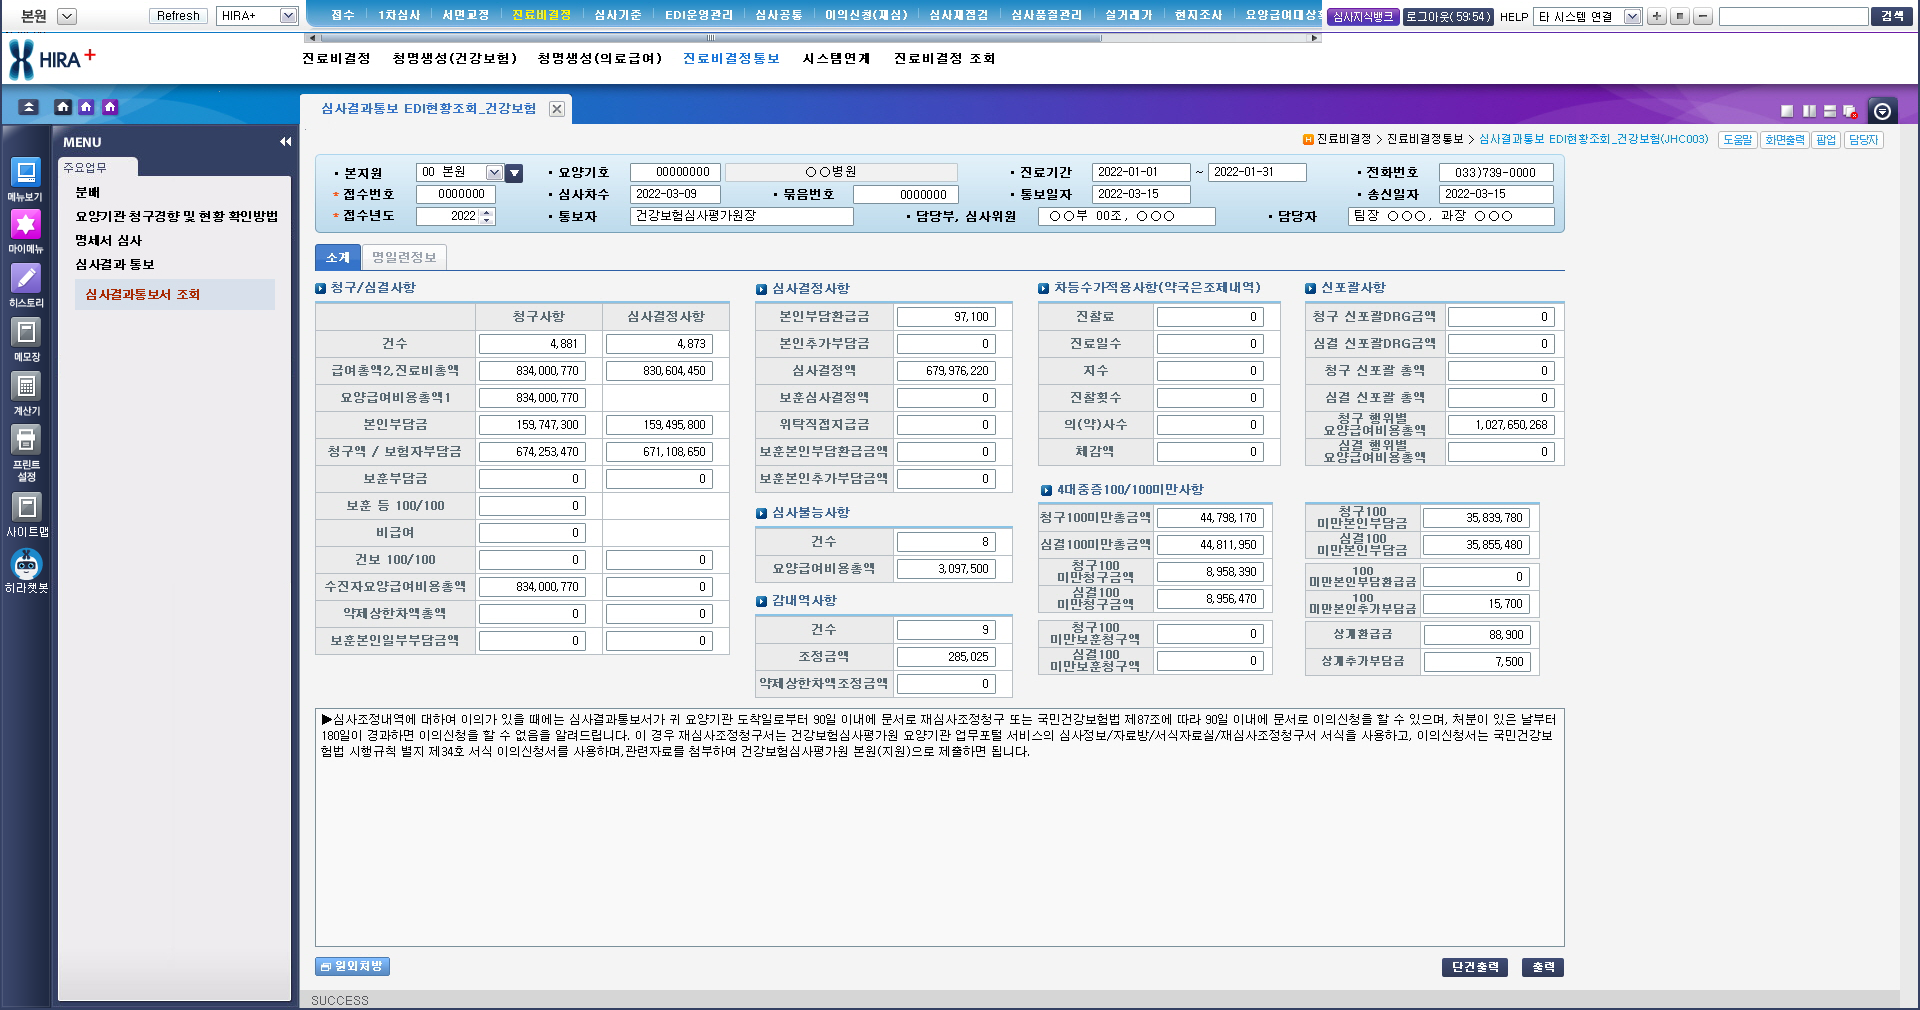 본원 Refresh HIRA+ 접수 1차심사 서면교정 진료비결정 심사기준 EDI운영관리 심사공통 이의신청(재심) 심사재점검 심사품질관리 실거래가 현지조사 요양급여대상 심사지식뱅크 로그아웃(59:54) HELP 타 시스템 연결 검색
HIRA+ 진료비결정 청명생성(건강보험) 청명생성(의료급여) 진료비결정통보 시스템연계 진료비결정 조회
심사결과통보 EDI현황조회_건강보험
진료비결정 > 진료비결정통보 > 심사결과통보 EDI현황조회_건강보험(JHC003) 도움말 화면출력 팝업 담당자
MENU
주요업무
분배
요양기관 청구경향 및 현황 확인방법
명세서 심사
심사결과 통보
심사결과통보서 조회
메뉴보기
마이메뉴
히스토리
메모장
계산기
프린트
설정
사이트맵
히라챗봇
본지원 00 본원 요양기호 00000000 ○○병원 진료기간 2022-01-01 ~ 2022-01-31 전화번호 033)739-0000
* 접수번호 0000000 심사차수 2022-03-09 묶음번호 0000000 통보일자 2022-03-15 송신일자 2022-03-15
* 접수년도 2022 통보자 건강보험심사평가원장 담당부, 심사위원 ○○부 00조, ○○○ 담당자 팀장 ○○○, 과장 ○○○
소계 명일련정보
청구/심결사항
청구사항 심사결정사항
건수 4,881 4,873
급여총액2,진료비총액 834,000,770 830,604,450
요양급여비용총액1 834,000,770
본인부담금 159,747,300 159,495,800
청구액 / 보험자부담금 674,253,470 671,108,650
보훈부담금 0 0
보훈 등 100/100 0
비급여 0
건보 100/100 0 0
수진자요양급여비용총액 834,000,770 0
약제상한차액총액 0 0
보훈본인일부부담금액 0 0
심사결정사항
본인부담환급금 97,100
본인추가부담금 0
심사결정액 679,976,220
보훈심사결정액 0
위탁직접지급금 0
보훈본인부담환급금액 0
보훈본인추가부담금액 0
심사불능사항
건수 8
요양급여비용총액 3,097,500
감내역사항
건수 9
조정금액 285,025
약제상한차액조정금액 0
차등수가적용사항(약국은조제내역)
진찰료 0
진료일수 0
지수 0
진찰횟수 0
의(약)사수 0
체감액 0
신포괄사항
청구 신포괄DRG금액 0
심결 신포괄DRG금액 0
청구 신포괄 총액 0
심결 신포괄 총액 0
청구 행위별
요양급여비용총액 1,027,650,268
심결 행위별
요양급여비용총액 0
4대중증100/100미만사항
청구100미만총금액 44,798,170
심결100미만총금액 44,811,950
청구100
미만청구금액 8,958,390
심결100
미만청구금액 8,956,470
청구100
미만보훈청구액 0
심결100
미만보훈청구액 0
청구100
미만본인부담금 35,839,780
심결100
미만본인부담금 35,855,480
100
미만본인부담환급금 0
100
미만본인추가부담금 15,700
상계환급금 88,900
상계추가부담금 7,500
▶심사조정내역에 대하여 이의가 있을 때에는 심사결과통보서가 귀 요양기관 도착일로부터 90일 이내에 문서로 재심사조정청구 또는 국민건강보험법 제87조에 따라 90일 이내에 문서로 이의신청을 할 수 있으며, 처분이 있은 날부터
180일이 경과하면 이의신청을 할 수 없음을 알려드립니다. 이 경우 재심사조정청구서는 건강보험심사평가원 요양기관 업무포털 서비스의 심사정보/자료방/서식자료실/재심사조정청구서 서식을 사용하고, 이의신청서는 국민건강보
험법 시행규칙 별지 제34호 서식 이의신청서를 사용하며,관련자료를 첨부하여 건강보험심사평가원 본원(지원)으로 제출하면 됩니다.
원외처방 단건출력 출력
SUCCESS